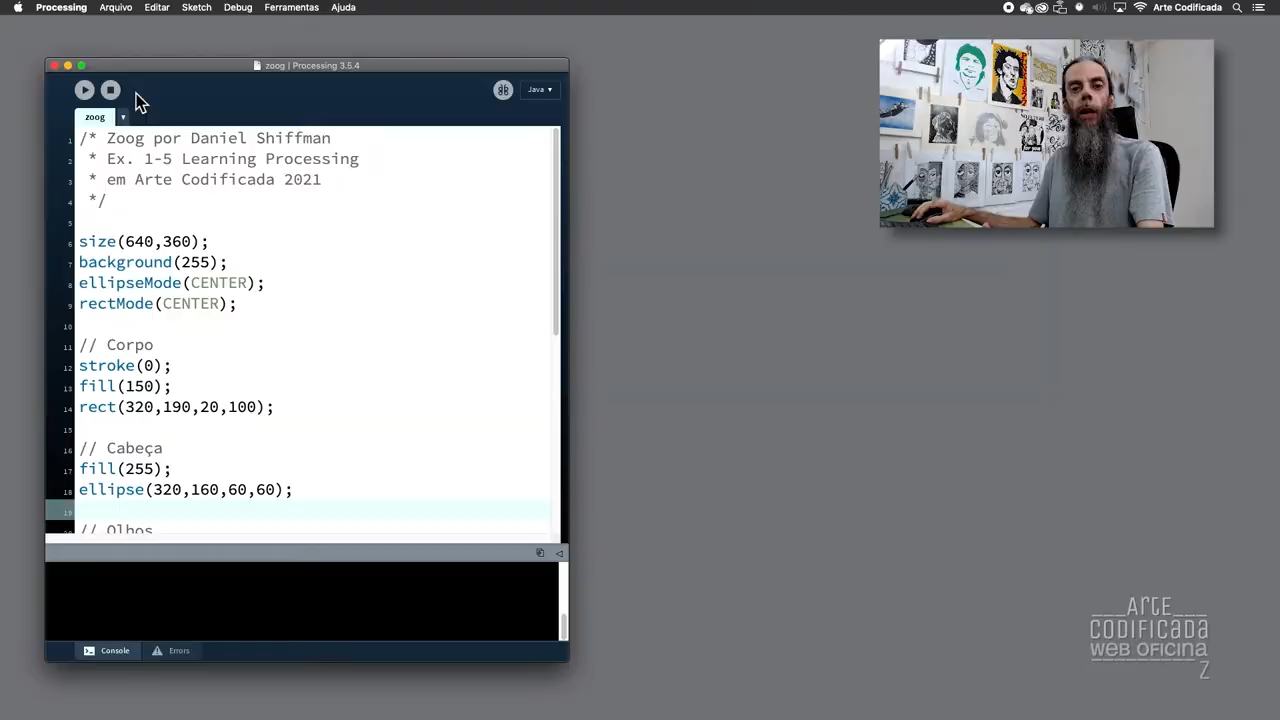 Processing Arquivo Editar Sketch Debug Ferramentas Ajuda Arte Codificada
zoog | Processing 3.5.4
Java ▾
zoog
1 /* Zoog por Daniel Shiffman
2 * Ex. 1-5 Learning Processing
3 * em Arte Codificada 2021
4 */
5
6 size(640,360);
7 background(255);
8 ellipseMode(CENTER);
9 rectMode(CENTER);
10
11 // Corpo
12 stroke(0);
13 fill(150);
14 rect(320,190,20,100);
15
16 // Cabeça
17 fill(255);
18 ellipse(320,160,60,60);
19
// Olhos
Console Errors
ARTE
CODIFICADA
WEB OFICINA
Z